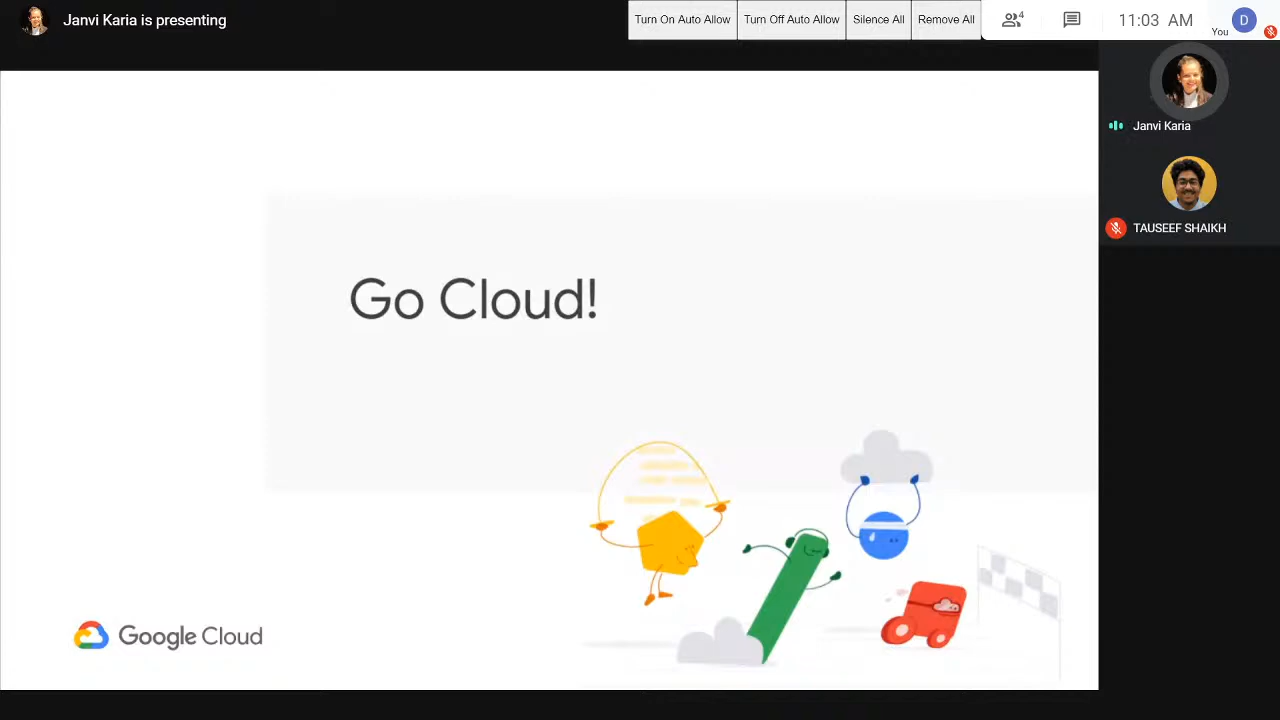 Janvi Karia is presenting
Turn On Auto Allow
Turn Off Auto Allow
Silence All
Remove All
4
11:03 AM
You
D
Janvi Karia
TAUSEEF SHAIKH
Go Cloud!
Google Cloud